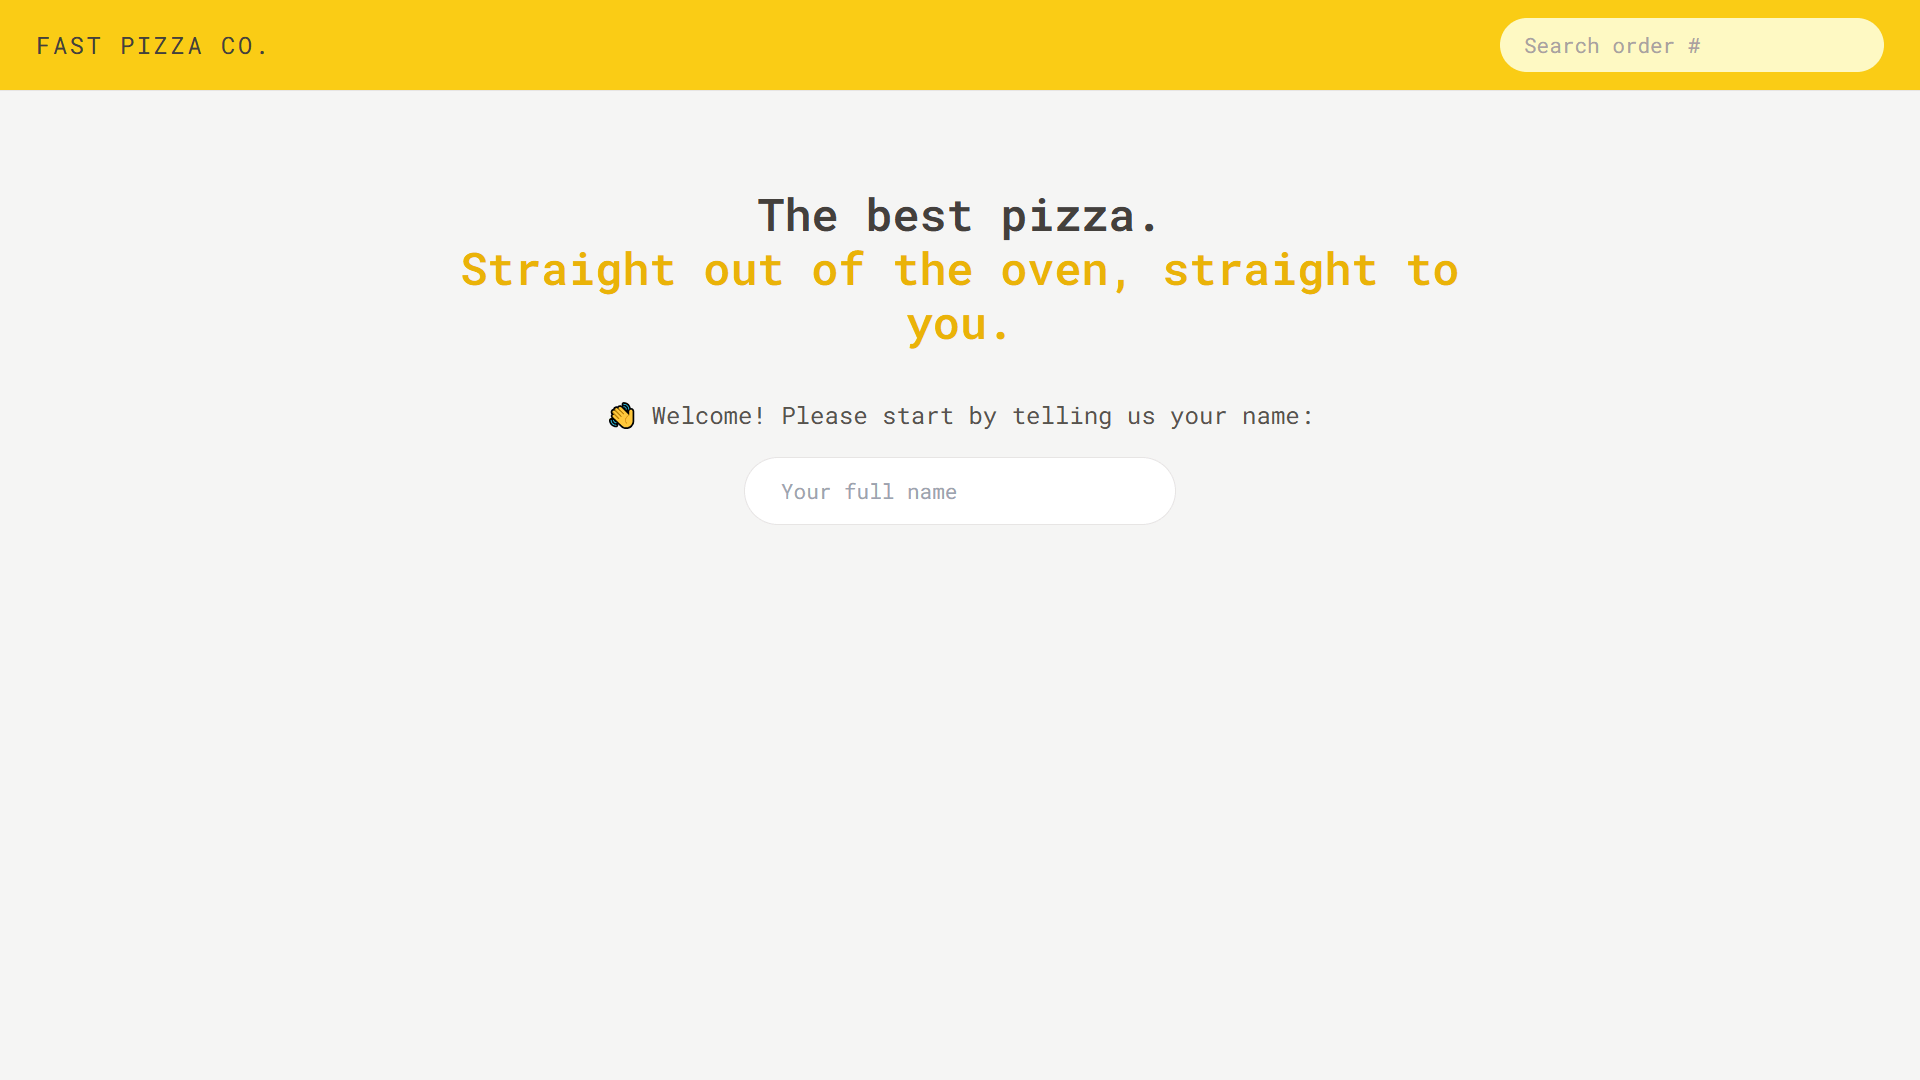 FAST PIZZA CO.
Search order #
The best pizza.
Straight out of the oven, straight to
you.
👋 Welcome! Please start by telling us your name:
Your full name